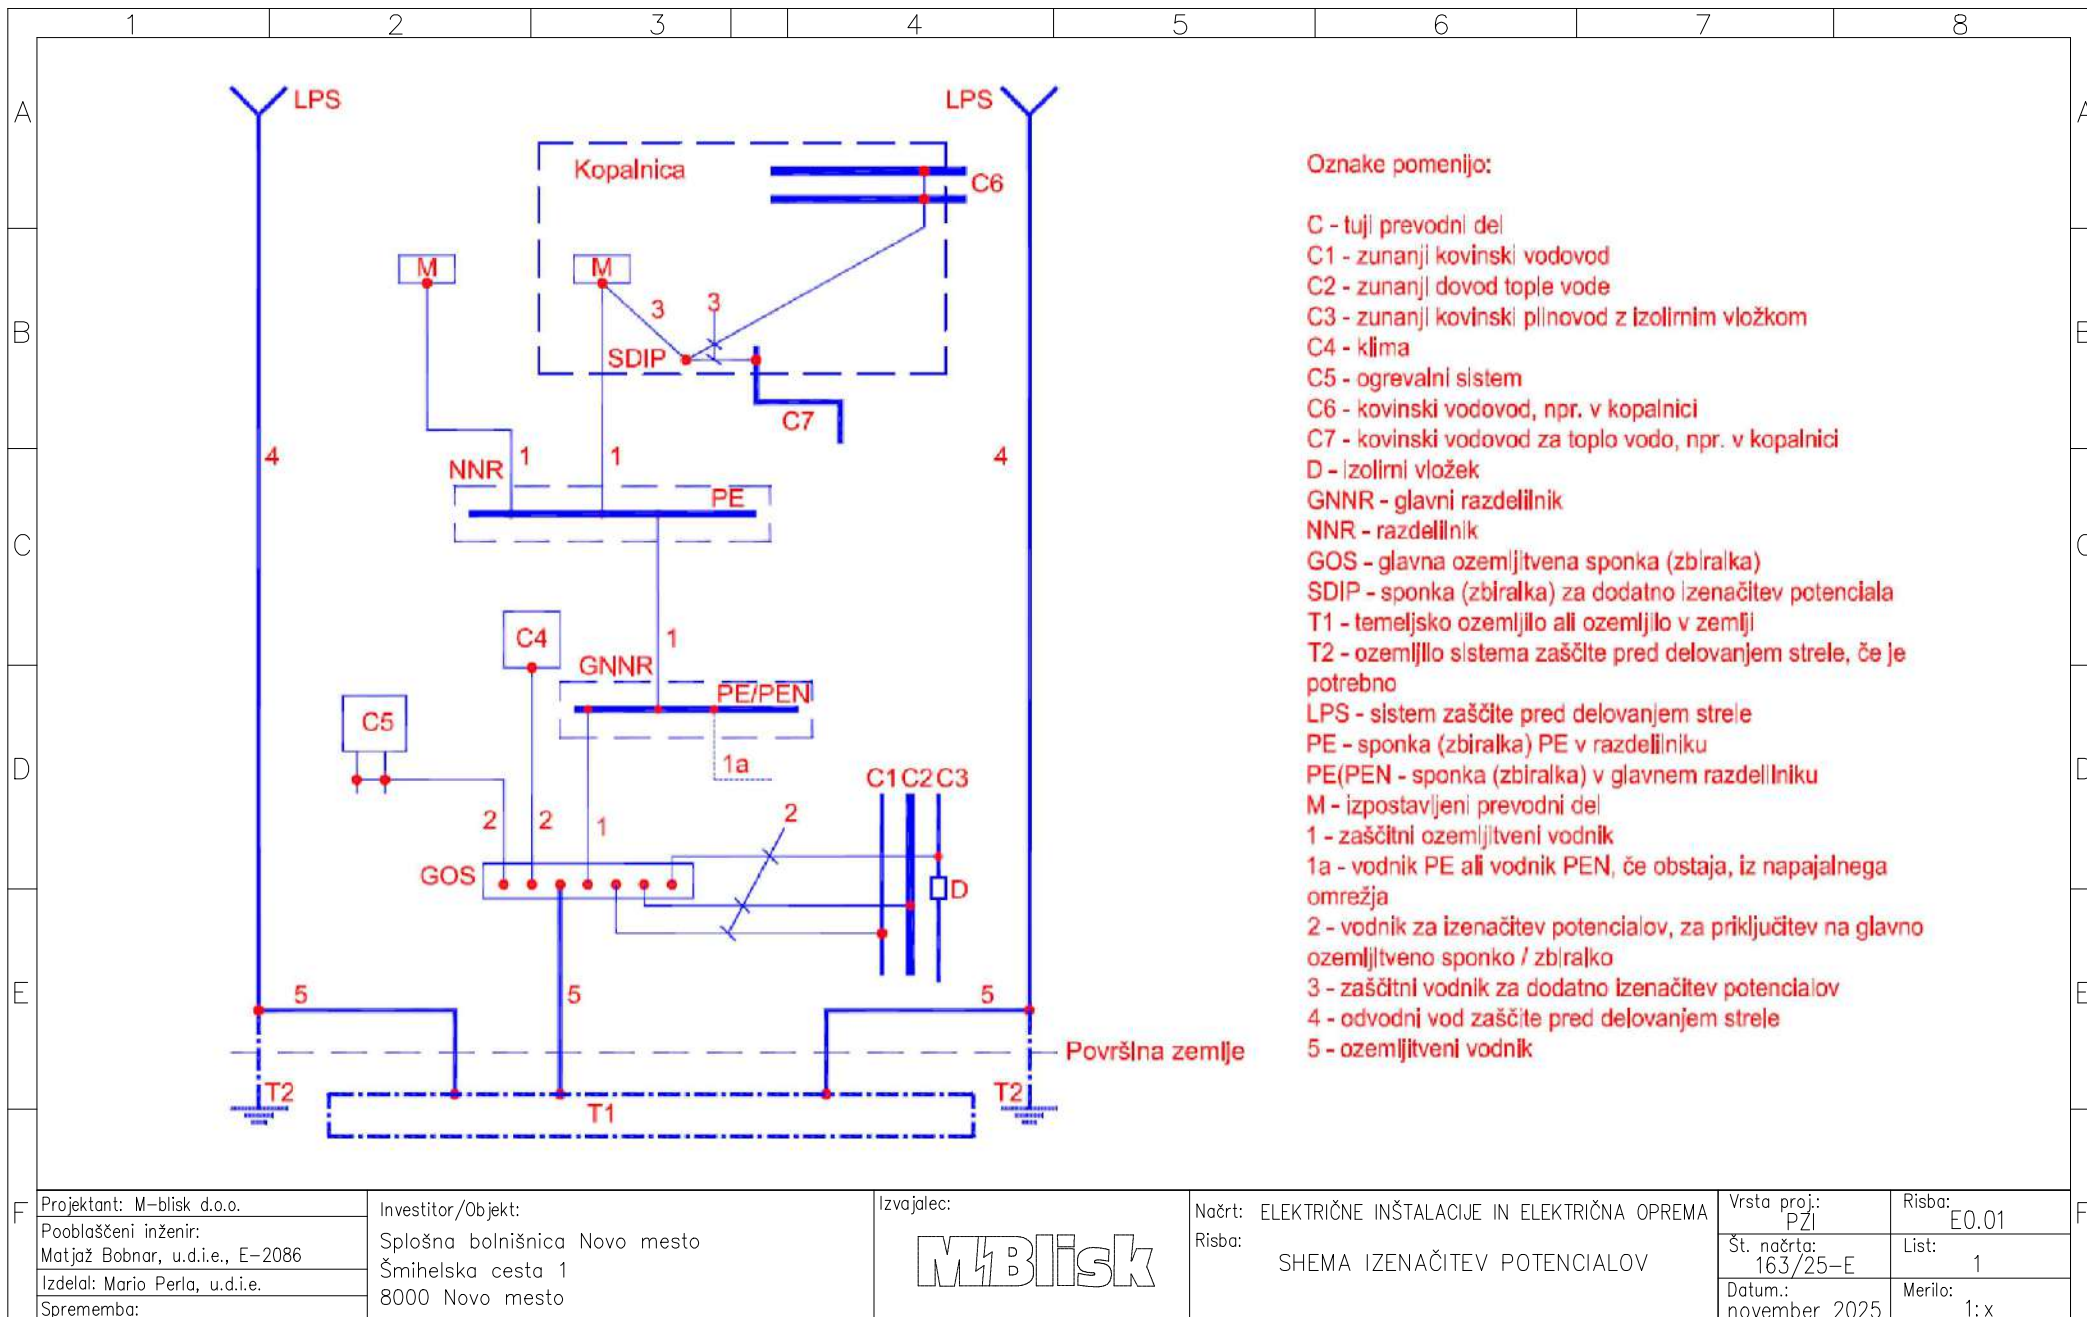 1 2 3 4 5 6 7 8
A A
LPS LPS
Kopalnica
C6
M M
3 3
B B
SDIP
C7
4 1 1 4
NNR PE
C C
C4 1
GNNR
PE/PEN
C5
D D
1a
C1 C2 C3
2 2 1 2
GOS D
E E
5 5 5
Površina zemlje
T2 T1 T2
Oznake pomenijo:
C - tuji prevodni del
C1 - zunanji kovinski vodovod
C2 - zunanji dovod tople vode
C3 - zunanji kovinski plinovod z izolirnim vložkom
C4 - klima
C5 - ogrevalni sistem
C6 - kovinski vodovod, npr. v kopalnici
C7 - kovinski vodovod za toplo vodo, npr. v kopalnici
D - izolirni vložek
GNNR - glavni razdelilnik
NNR - razdelilnik
GOS - glavna ozemljitvena sponka (zbiralka)
SDIP - sponka (zbiralka) za dodatno izenačitev potenciala
T1 - temeljsko ozemljilo ali ozemljilo v zemlji
T2 - ozemljilo sistema zaščite pred delovanjem strele, če je
potrebno
LPS - sistem zaščite pred delovanjem strele
PE - sponka (zbiralka) PE v razdelilniku
PE(PEN - sponka (zbiralka) v glavnem razdelilniku
M - izpostavljeni prevodni del
1 - zaščitni ozemljitveni vodnik
1a - vodnik PE ali vodnik PEN, če obstaja, iz napajalnega
omrežja
2 - vodnik za izenačitev potencialov, za priključitev na glavno
ozemljitveno sponko / zbiralko
3 - zaščitni vodnik za dodatno izenačitev potencialov
4 - odvodni vod zaščite pred delovanjem strele
5 - ozemljitveni vodnik
F F
Projektant: M-blisk d.o.o.
Pooblaščeni inženir:
Matjaž Bobnar, u.d.i.e., E-2086
Izdelal: Mario Perla, u.d.i.e.
Sprememba:
Investitor/Objekt:
Splošna bolnišnica Novo mesto
Šmihelska cesta 1
8000 Novo mesto
Izvajalec:
MBlisk
Načrt: ELEKTRIČNE INŠTALACIJE IN ELEKTRIČNA OPREMA
Risba:
SHEMA IZENAČITEV POTENCIALOV
Vrsta proj.:
PZI
Št. načrta:
163/25-E
Datum.:
november 2025
Risba:
E0.01
List:
1
Merilo:
1:x